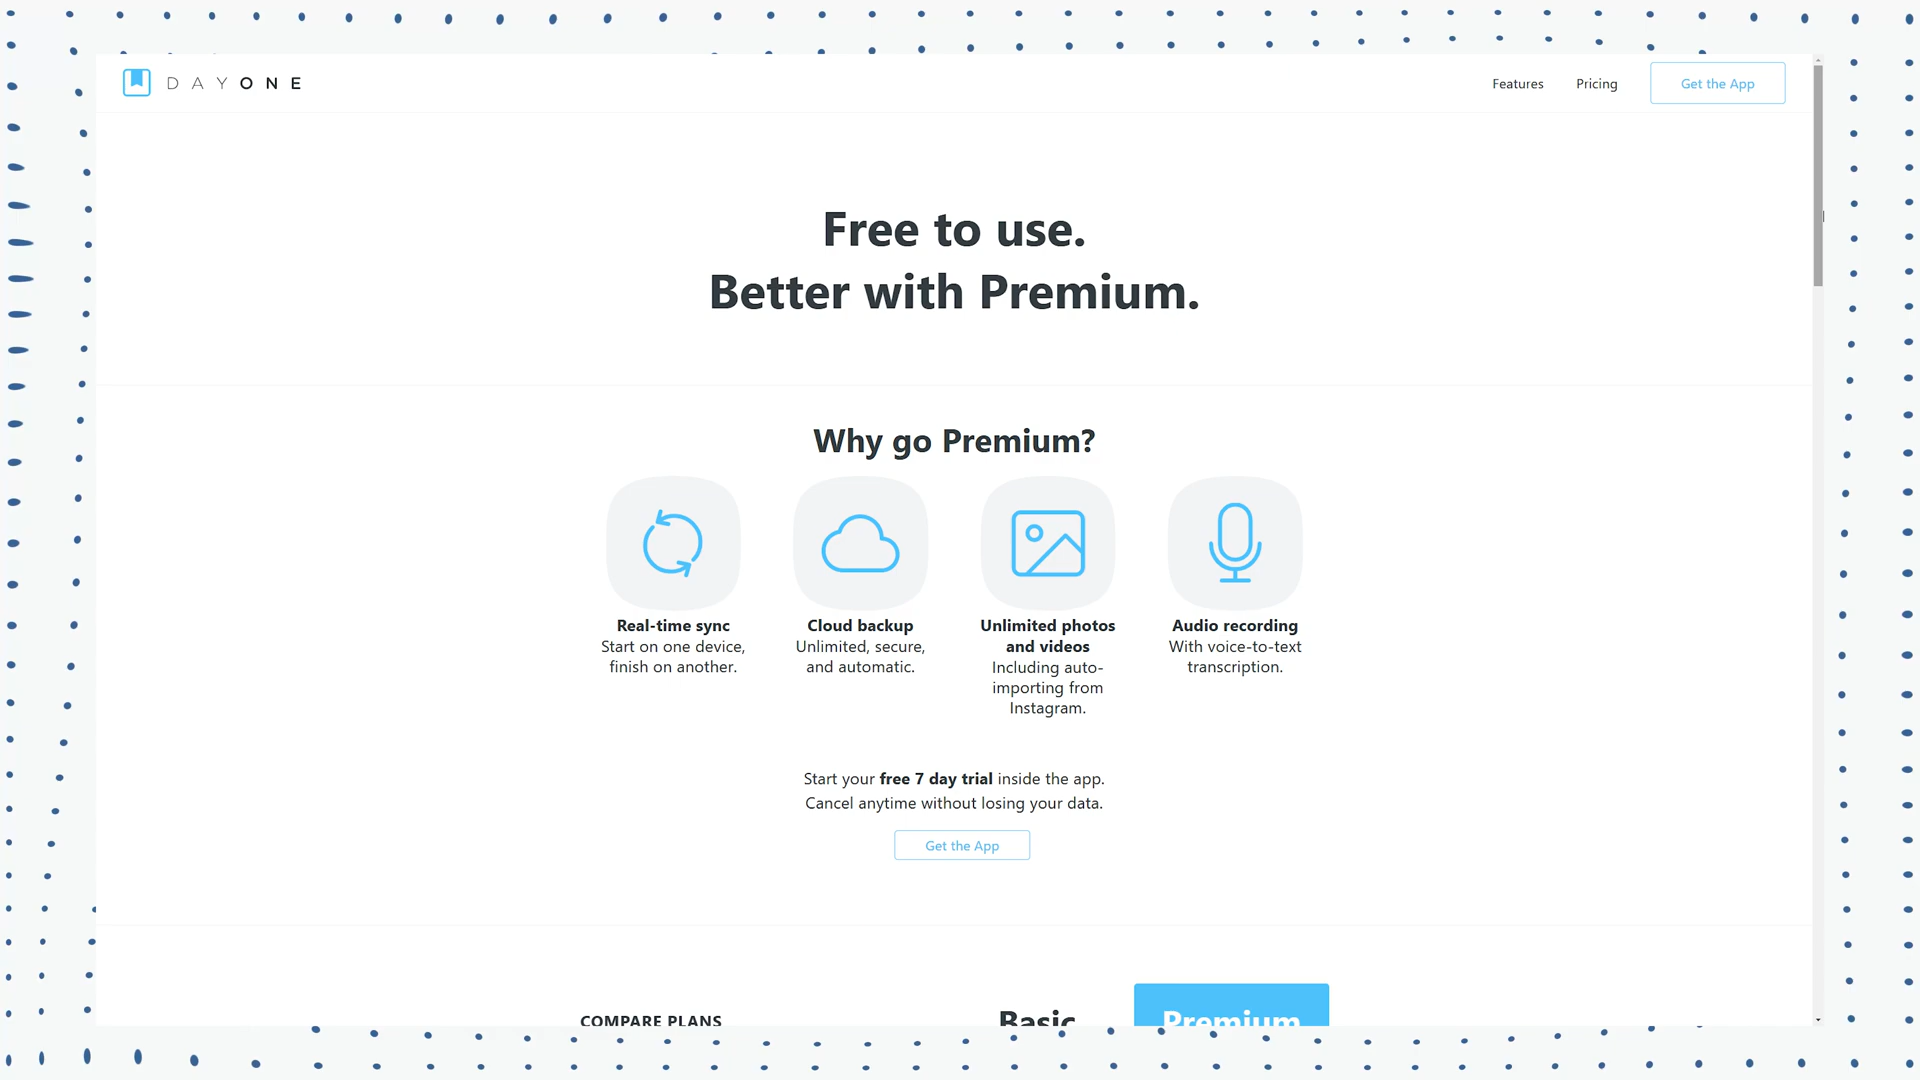 DAYONE
Features
Pricing
Get the App
Free to use.
Better with Premium.
Why go Premium?
Real-time sync
Start on one device,
finish on another.
Cloud backup
Unlimited, secure,
and automatic.
Unlimited photos
and videos
Including auto-
importing from
Instagram.
Audio recording
With voice-to-text
transcription.
Start your free 7 day trial inside the app.
Cancel anytime without losing your data.
Get the App
COMPARE PLANS
Basic
Premium